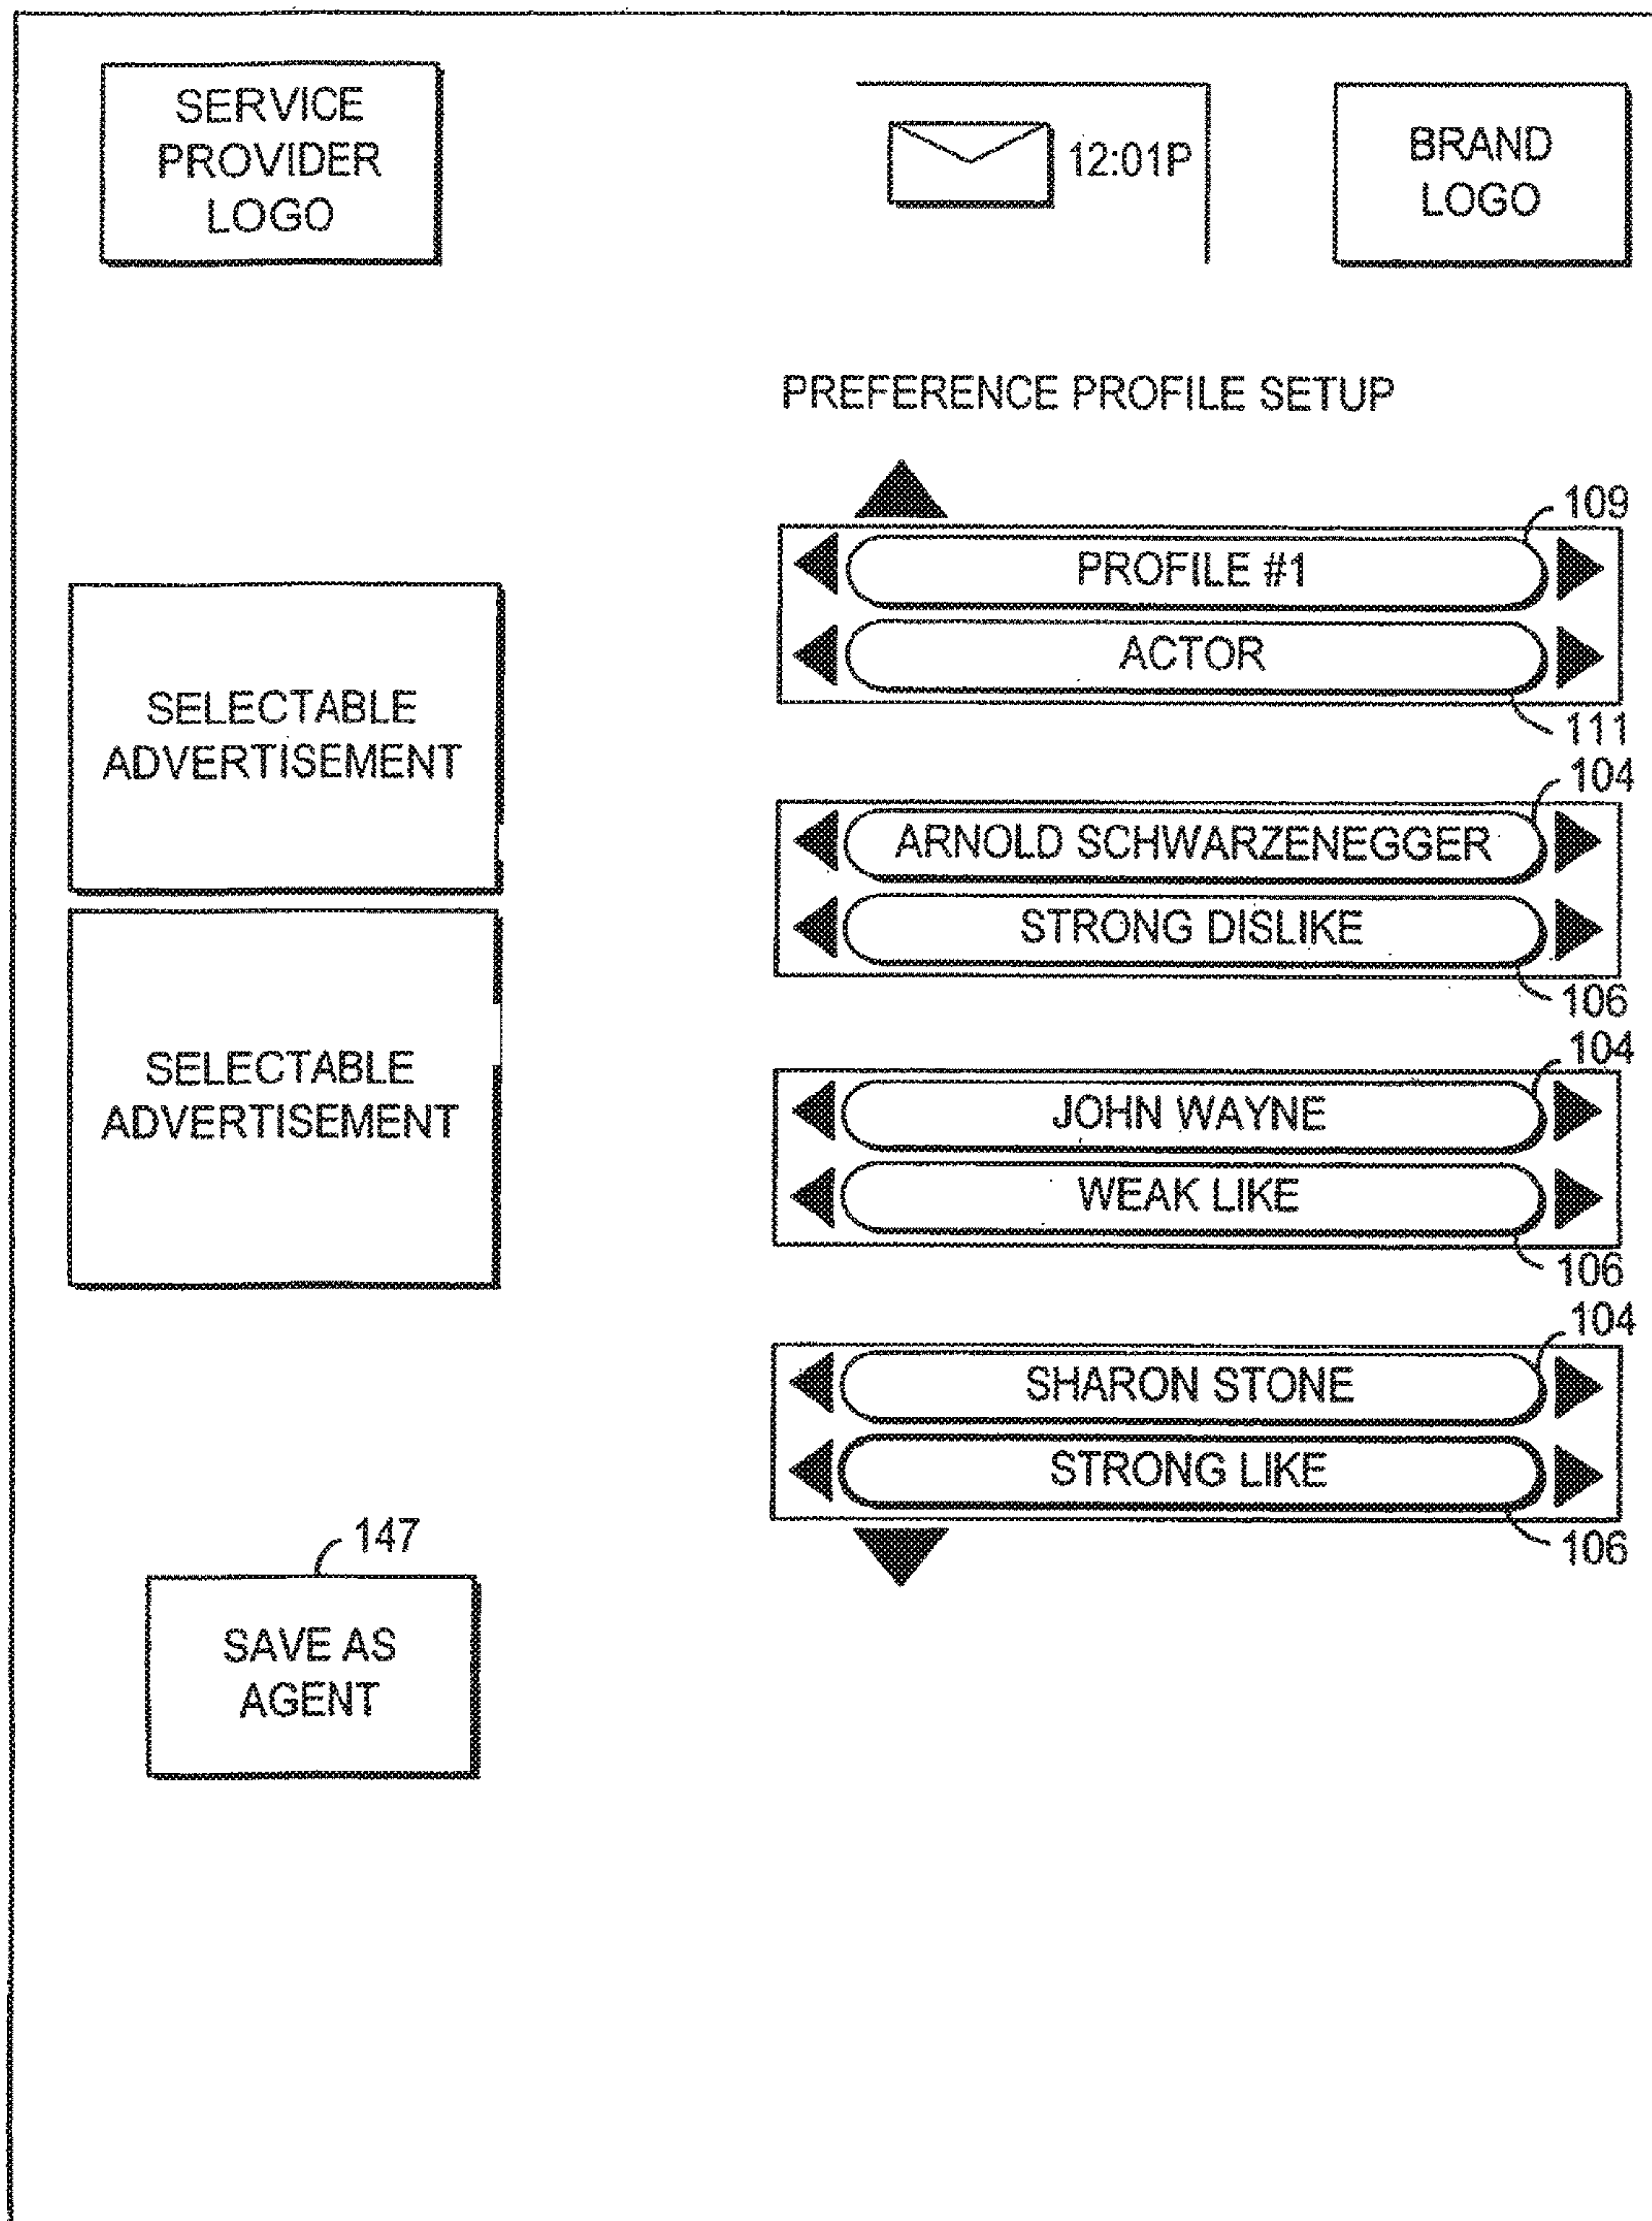 SERVICE
PROVIDER
LOGO
12:01P
BRAND
LOGO
PREFERENCE PROFILE SETUP
109
PROFILE #1
ACTOR
111
SELECTABLE
ADVERTISEMENT
104
ARNOLD SCHWARZENEGGER
STRONG DISLIKE
106
SELECTABLE
ADVERTISEMENT
104
JOHN WAYNE
WEAK LIKE
106
104
SHARON STONE
STRONG LIKE
106
147
SAVE AS
AGENT